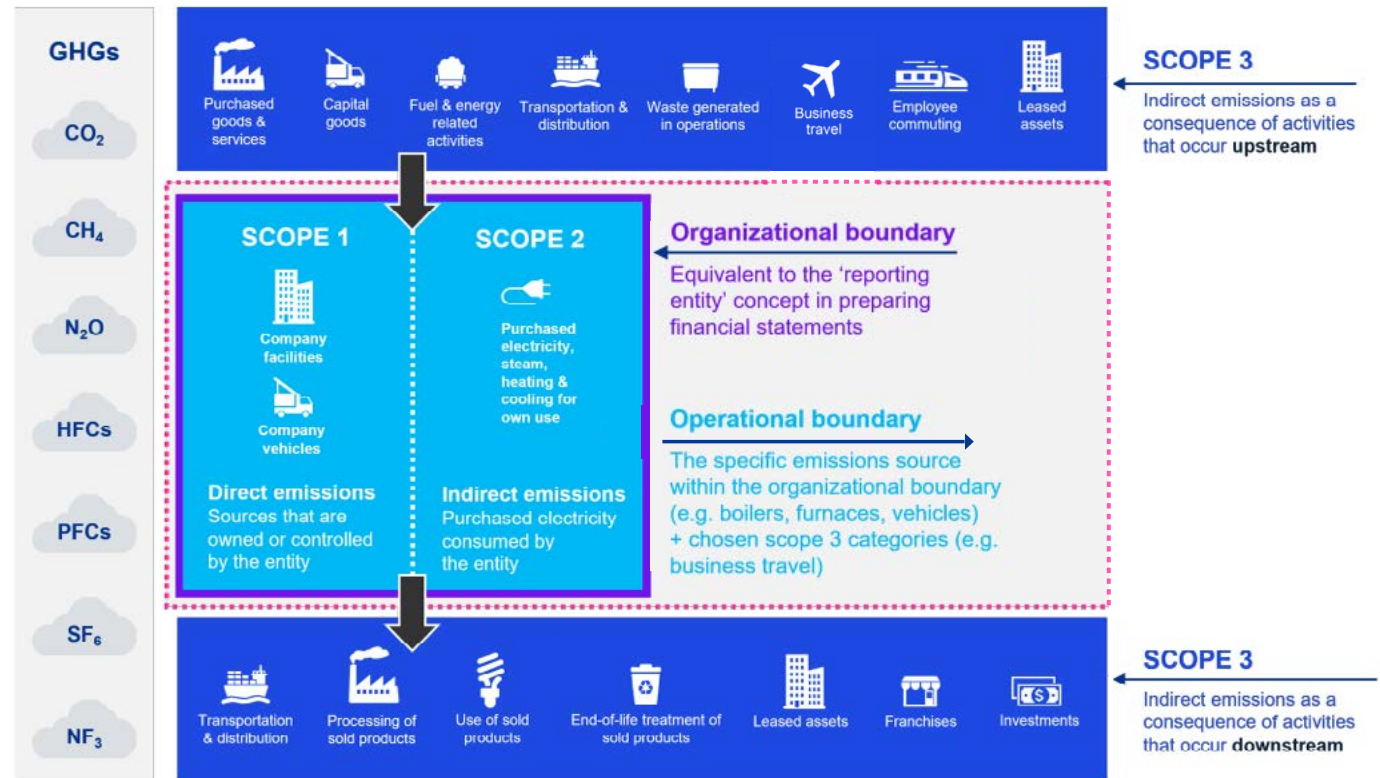 GHGs
CO₂
CH₄
N₂O
HFCs
PFCs
SF₆
NF₃
Purchased
goods &
services
Capital
goods
Fuel & energy
related
activities
Transportation &
distribution
Waste generated
in operations
Business
travel
Employee
commuting
Leased
assets
SCOPE 3
Indirect emissions as a
consequence of activities
that occur upstream
SCOPE 1
Company
facilities
Company
vehicles
Direct emissions
Sources that are
owned or controlled
by the entity
SCOPE 2
Purchased
electricity,
steam,
heating &
cooling for
own use
Indirect emissions
Purchased electricity
consumed by
the entity
Organizational boundary
Equivalent to the ‘reporting
entity’ concept in preparing
financial statements
Operational boundary
The specific emissions source
within the organizational boundary
(e.g. boilers, furnaces, vehicles)
+ chosen scope 3 categories (e.g.
business travel)
Transportation
& distribution
Processing of
sold products
Use of sold
products
End-of-life treatment of
sold products
Leased assets
Franchises
$
Investments
SCOPE 3
Indirect emissions as a
consequence of activities
that occur downstream